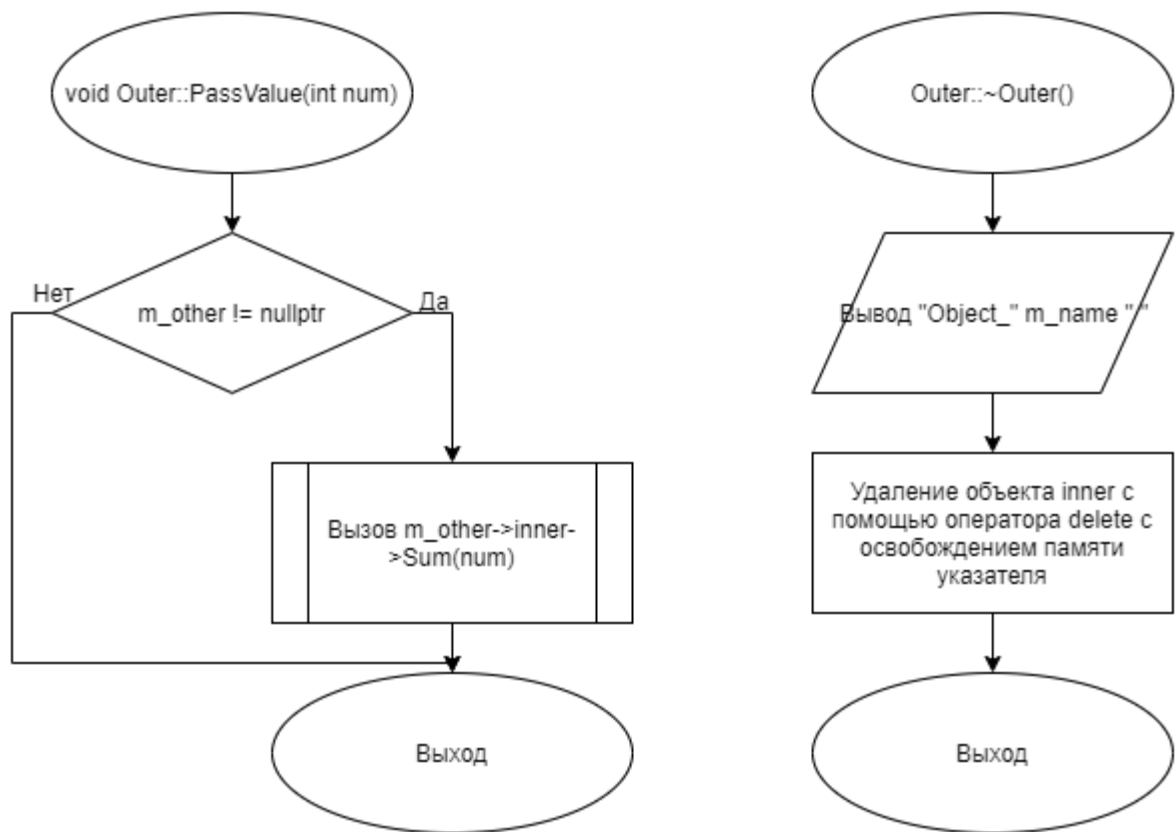 void Outer::PassValue(int num)
Нет
m_other != nullptr
Да
Вызов m_other->inner-
>Sum(num)
Выход
Outer::~Outer()
Вывод "Object_" m_name " "
Удаление объекта inner с
помощью оператора delete с
освобождением памяти
указателя
Выход